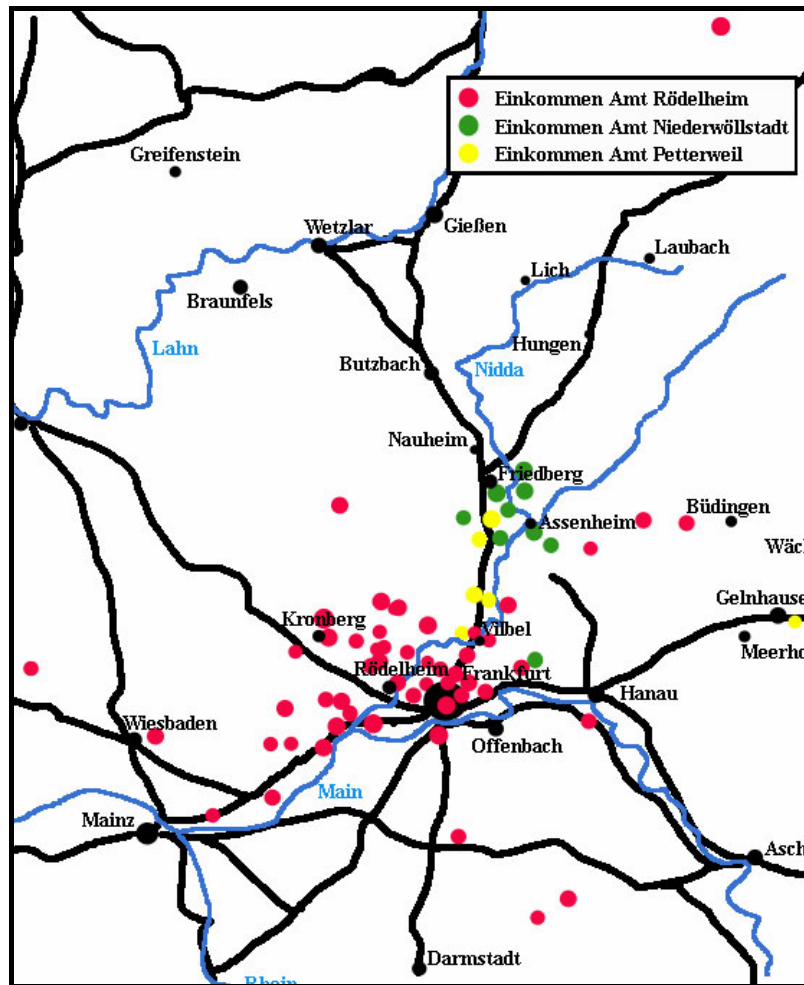 Einkommen Amt Rödelheim
Einkommen Amt Niederwöllstadt
Einkommen Amt Petterweil
Greifenstein
Wetzlar
Gießen
Laubach
Lich
Braunfels
Lahn
Hungen
Butzbach
Nidda
Nauheim
Friedberg
Büdingen
Assenheim
Wäch
Gelnhause
Kronberg
Vilbel
Meerho
Rödelheim
Frankfurt
Hanau
Wiesbaden
Offenbach
Main
Mainz
Asch
Darmstadt
Rhein